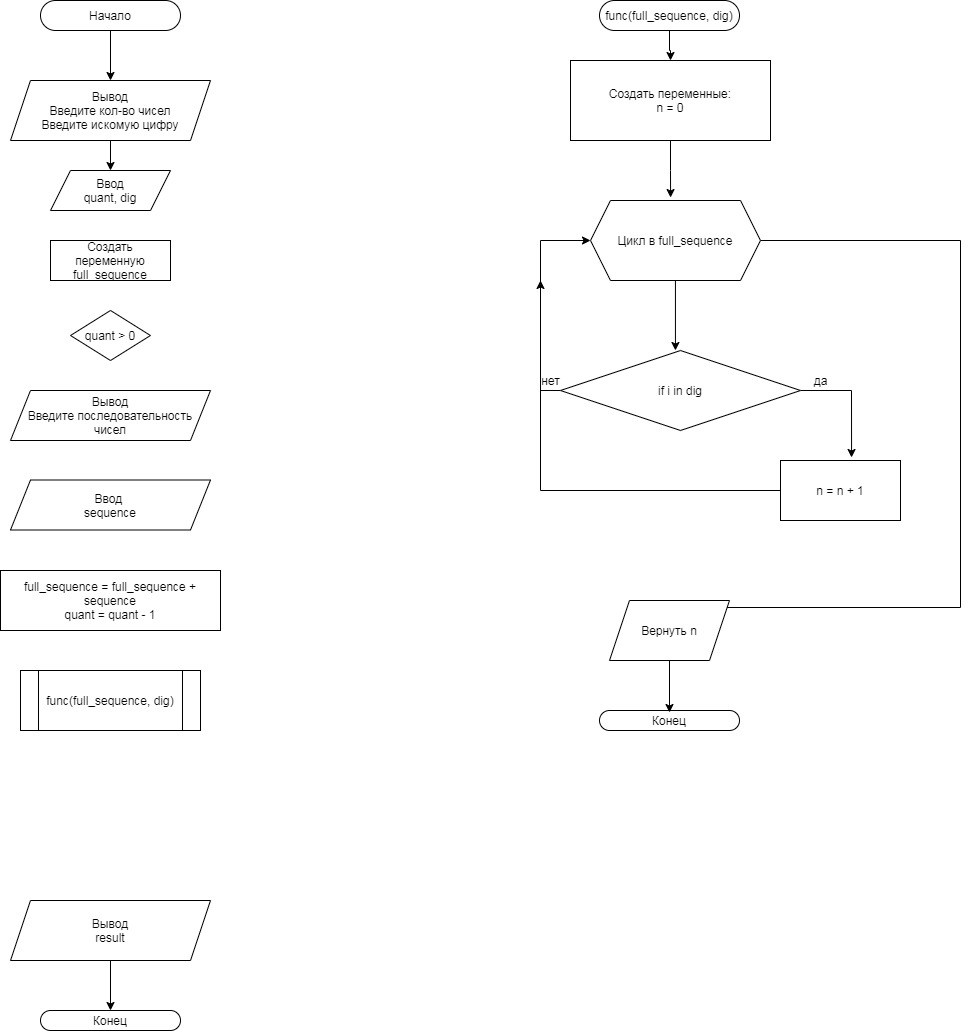 Начало
Вывод
Введите кол-во чисел
Введите искомую цифру
Ввод
quant, dig
Создать
переменную
full_sequence
quant > 0
Вывод
Введите последовательность
чисел
Ввод
sequence
full_sequence = full_sequence +
sequence
quant = quant - 1
func(full_sequence, dig)
Вывод
result
Конец
func(full_sequence, dig)
Создать переменные:
n = 0
Цикл в full_sequence
нет
if i in dig
да
n = n + 1
Вернуть n
Конец